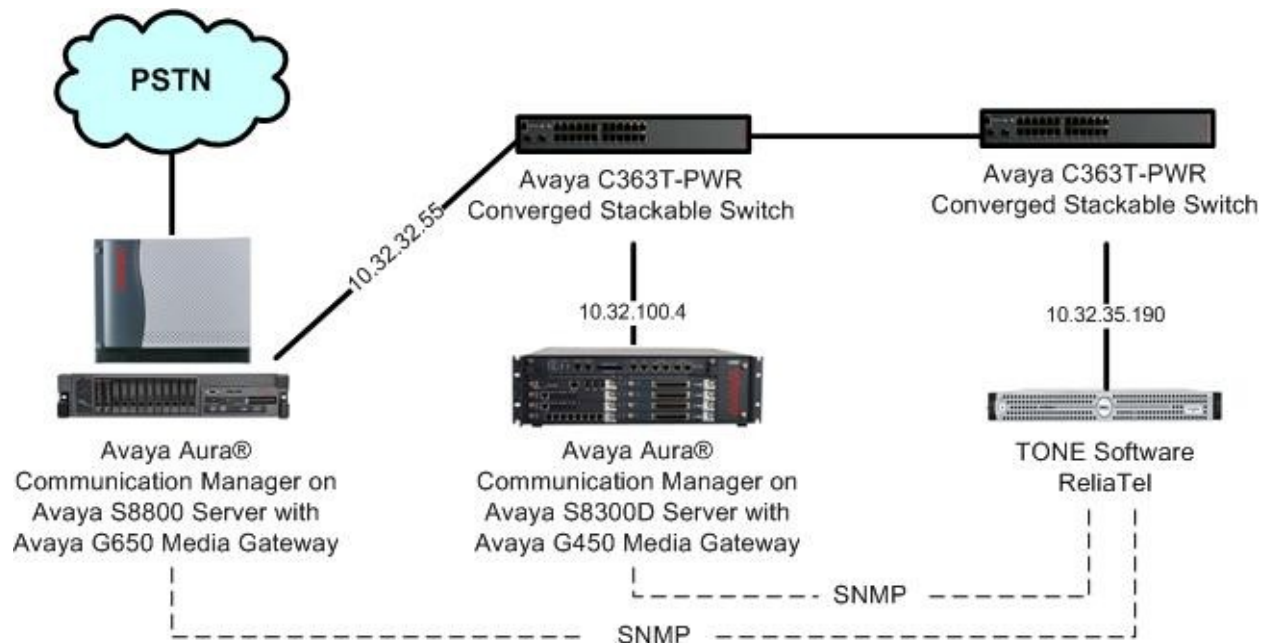 PSTN
Avaya C363T-PWR
Converged Stackable Switch
Avaya C363T-PWR
Converged Stackable Switch
10.32.32.55
10.32.100.4
10.32.35.190
Avaya Aura®
Communication Manager on
Avaya S8800 Server with
Avaya G650 Media Gateway
Avaya Aura®
Communication Manager on
Avaya S8300D Server with
Avaya G450 Media Gateway
TONE Software
ReliaTel
SNMP
SNMP